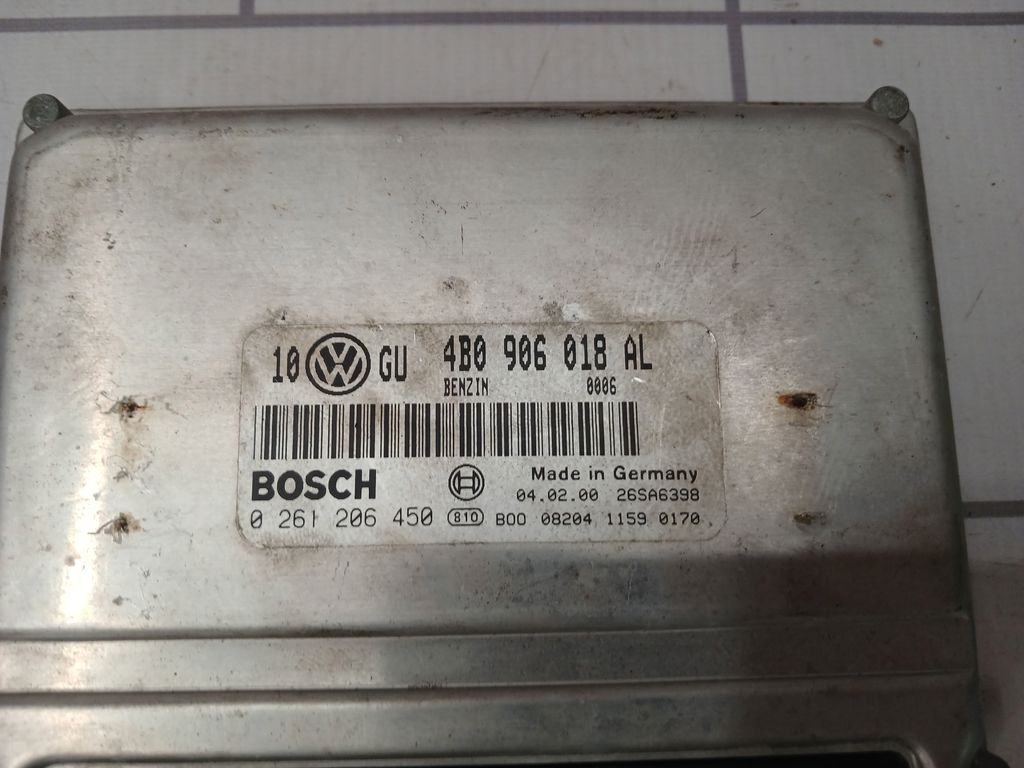 10 VW GU 4B0 906 018 AL
BENZIN 0006
BOSCH Made in Germany
04.02.00 26SA6398
0 261 206 450 810 B00 08204 1159 0170